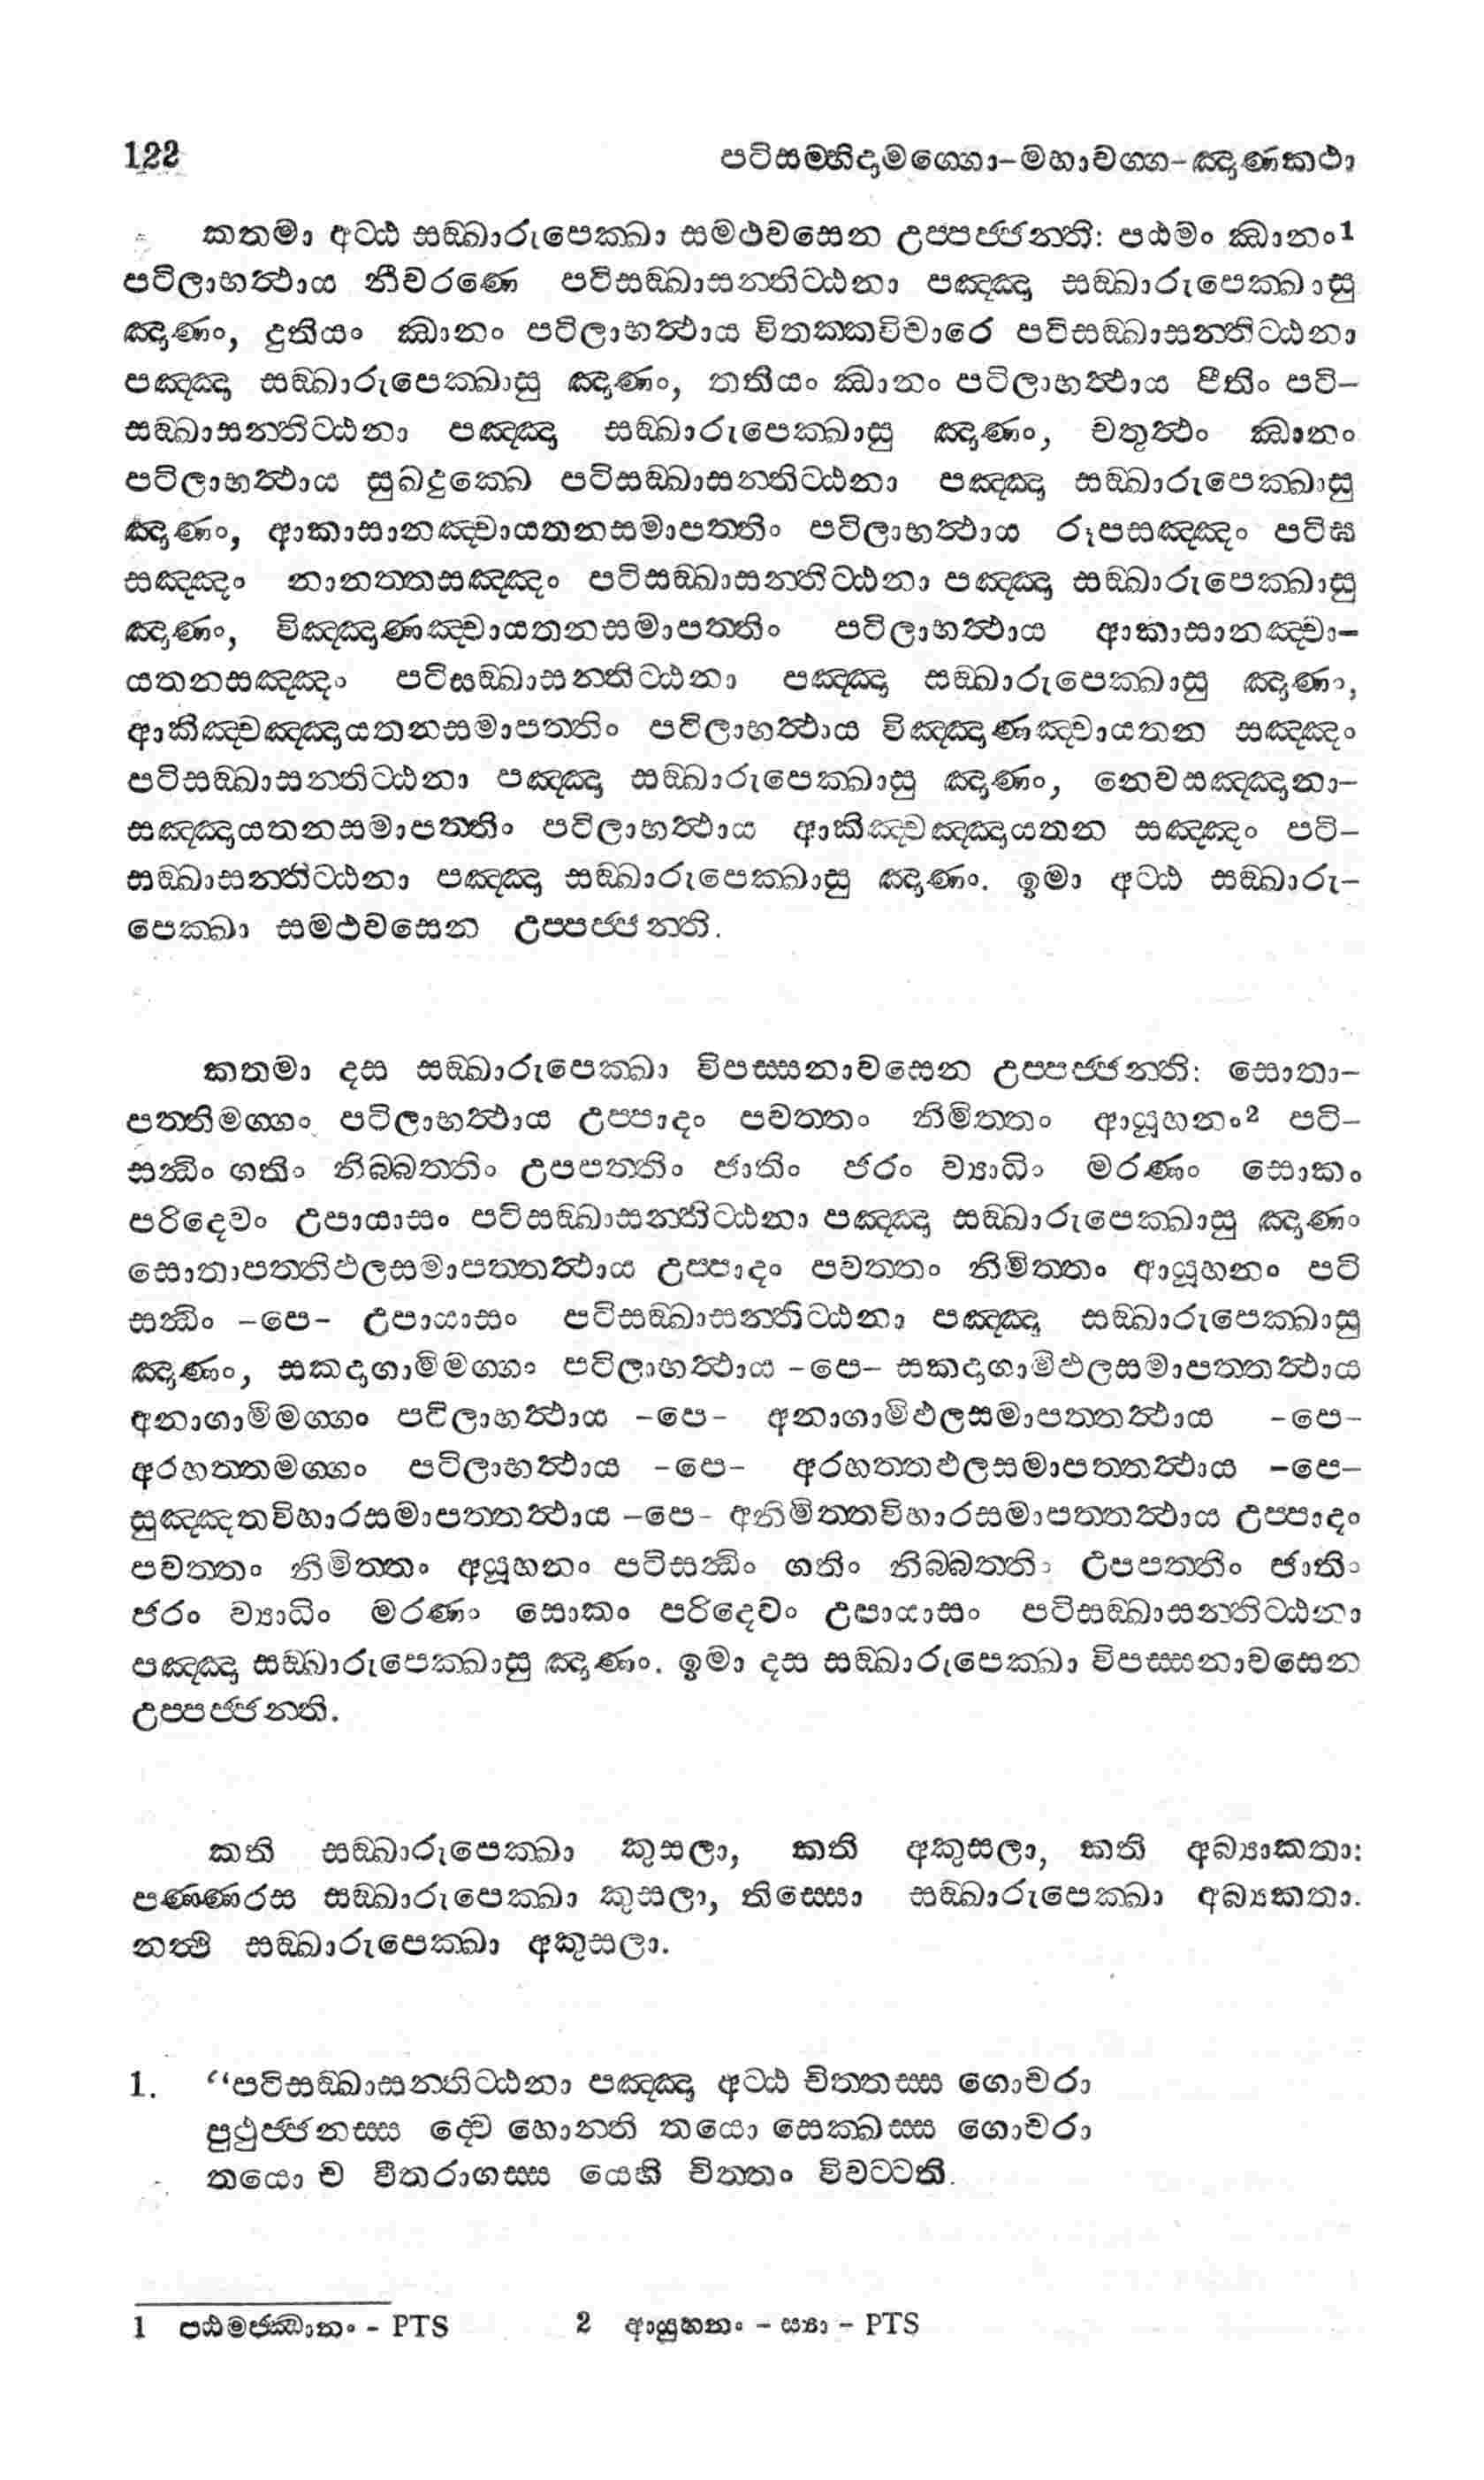 122 පටිසම්භිදාමග්ගො–මහාවග්ග–ඤාණකථා
කතමා අට්ඨ සඞ්ඛාරුපෙක්ඛා සමථවසෙන උප්පජ්ජන්ති: පඨමං ඣානං1
පටිලාභත්ථාය නීවරණෙ පටිසඞ්ඛාසන්තිට්ඨනා පඤ්ඤා සඞ්ඛාරුපෙක්ඛාසු
ඤාණං, දුතියං ඣානං පටිලාභත්ථාය විතක්කවිචාරෙ පටිසඞ්ඛාසන්තිට්ඨනා
පඤ්ඤා සඞ්ඛාරුපෙක්ඛාසු ඤාණං, තතියං ඣානං පටිලාභත්ථාය පීතිං පටි–
සඞ්ඛාසන්තිට්ඨනා පඤ්ඤා සඞ්ඛාරුපෙක්ඛාසු ඤාණං, චතුත්ථං ඣානං
පටිලාභත්ථාය සුඛදුක්ඛෙ පටිසඞ්ඛාසන්තිට්ඨනා පඤ්ඤා සඞ්ඛාරුපෙක්ඛාසු
ඤාණං, ආකාසානඤ්චායතනසමාපත්තිං පටිලාභත්ථාය රූපසඤ්ඤං පටිඝ
සඤ්ඤං නානත්තසඤ්ඤං පටිසඞ්ඛාසන්තිට්ඨනා පඤ්ඤා සඞ්ඛාරුපෙක්ඛාසු
ඤාණං, විඤ්ඤාණඤ්චායතනසමාපත්තිං පටිලාභත්ථාය ආකාසානඤ්චා–
යතනසඤ්ඤං පටිසඞ්ඛාසන්තිට්ඨනා පඤ්ඤා සඞ්ඛාරුපෙක්ඛාසු ඤාණං,
ආකිඤ්චඤ්ඤායතනසමාපත්තිං පටිලාභත්ථාය විඤ්ඤාණඤ්චායතන සඤ්ඤං
පටිසඞ්ඛාසන්තිට්ඨනා පඤ්ඤා සඞ්ඛාරුපෙක්ඛාසු ඤාණං, නෙවසඤ්ඤානා–
සඤ්ඤායතනසමාපත්තිං පටිලාභත්ථාය ආකිඤ්චඤ්ඤායතන සඤ්ඤං පටි–
සඞ්ඛාසන්තිට්ඨනා පඤ්ඤා සඞ්ඛාරුපෙක්ඛාසු ඤාණං. ඉමා අට්ඨ සඞ්ඛාරු–
පෙක්ඛා සමථවසෙන උප්පජ්ජන්ති.
කතමා දස සඞ්ඛාරුපෙක්ඛා විපස්සනාවසෙන උප්පජ්ජන්ති: සොතා–
පත්තිමග්ගං පටිලාභත්ථාය උප්පාදං පවත්තං නිමිත්තං ආයූහනං2 පටි–
සන්ධිං ගතිං නිබ්බත්තිං උපපත්තිං ජාතිං ජරං ව්‍යාධිං මරණං සොකං
පරිදෙවං උපායාසං පටිසඞ්ඛාසන්තිට්ඨනා පඤ්ඤා සඞ්ඛාරුපෙක්ඛාසු ඤාණං
සොතාපත්තිඵලසමාපත්තත්ථාය උප්පාදං පවත්තං නිමිත්තං ආයූහනං පටි
සන්ධිං –පෙ– උපායාසං පටිසඞ්ඛාසන්තිට්ඨනා පඤ්ඤා සඞ්ඛාරුපෙක්ඛාසු
ඤාණං, සකදාගාමිමග්ගං පටිලාභත්ථාය –පෙ– සකදාගාමිඵලසමාපත්තත්ථාය
අනාගාමිමග්ගං පටිලාභත්ථාය –පෙ– අනාගාමිඵලසමාපත්තත්ථාය –පෙ–
අරහත්තමග්ගං පටිලාභත්ථාය –පෙ– අරහත්තඵලසමාපත්තත්ථාය –පෙ–
සුඤ්ඤතවිහාරසමාපත්තත්ථාය –පෙ– අනිමිත්තවිහාරසමාපත්තත්ථාය උප්පාදං
පවත්තං නිමිත්තං අයූහනං පටිසන්ධිං ගතිං නිබ්බත්තිං උපපත්තිං ජාතිං
ජරං ව්‍යාධිං මරණං සොකං පරිදෙවං උපායාසං පටිසඞ්ඛාසන්තිට්ඨනා
පඤ්ඤා සඞ්ඛාරුපෙක්ඛාසු ඤාණං. ඉමා දස සඞ්ඛාරුපෙක්ඛා විපස්සනාවසෙන
උප්පජ්ජන්ති.
කති සඞ්ඛාරුපෙක්ඛා කුසලා, කති අකුසලා, කති අබ්‍යාකතා:
පණ්ණරස සඞ්ඛාරුපෙක්ඛා කුසලා, තිස්සො සඞ්ඛාරුපෙක්ඛා අබ්‍යකතා.
නත්ථි සඞ්ඛාරුපෙක්ඛා අකුසලා.
1. “පටිසඞ්ඛාසන්තිට්ඨනා පඤ්ඤා අට්ඨ චිත්තස්ස ගොචරා
පුථුජ්ජනස්ස ද්වෙ හොන්ති තයො සෙක්ඛස්ස ගොචරා
තයො ච වීතරාගස්ස යෙහි චිත්තං විවට්ටති.
1 පඨමජ්ඣානං – PTS 2 ආයුහනං – ස්‍යා – PTS